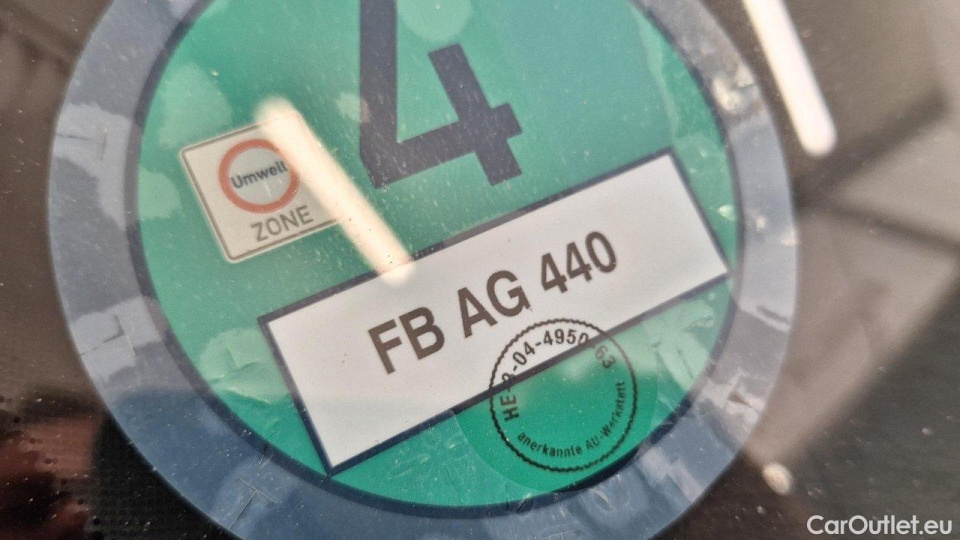 4
Umwelt
ZONE
FB AG 440
anerkannte AU-Werkstatt
CarOutlet.eu